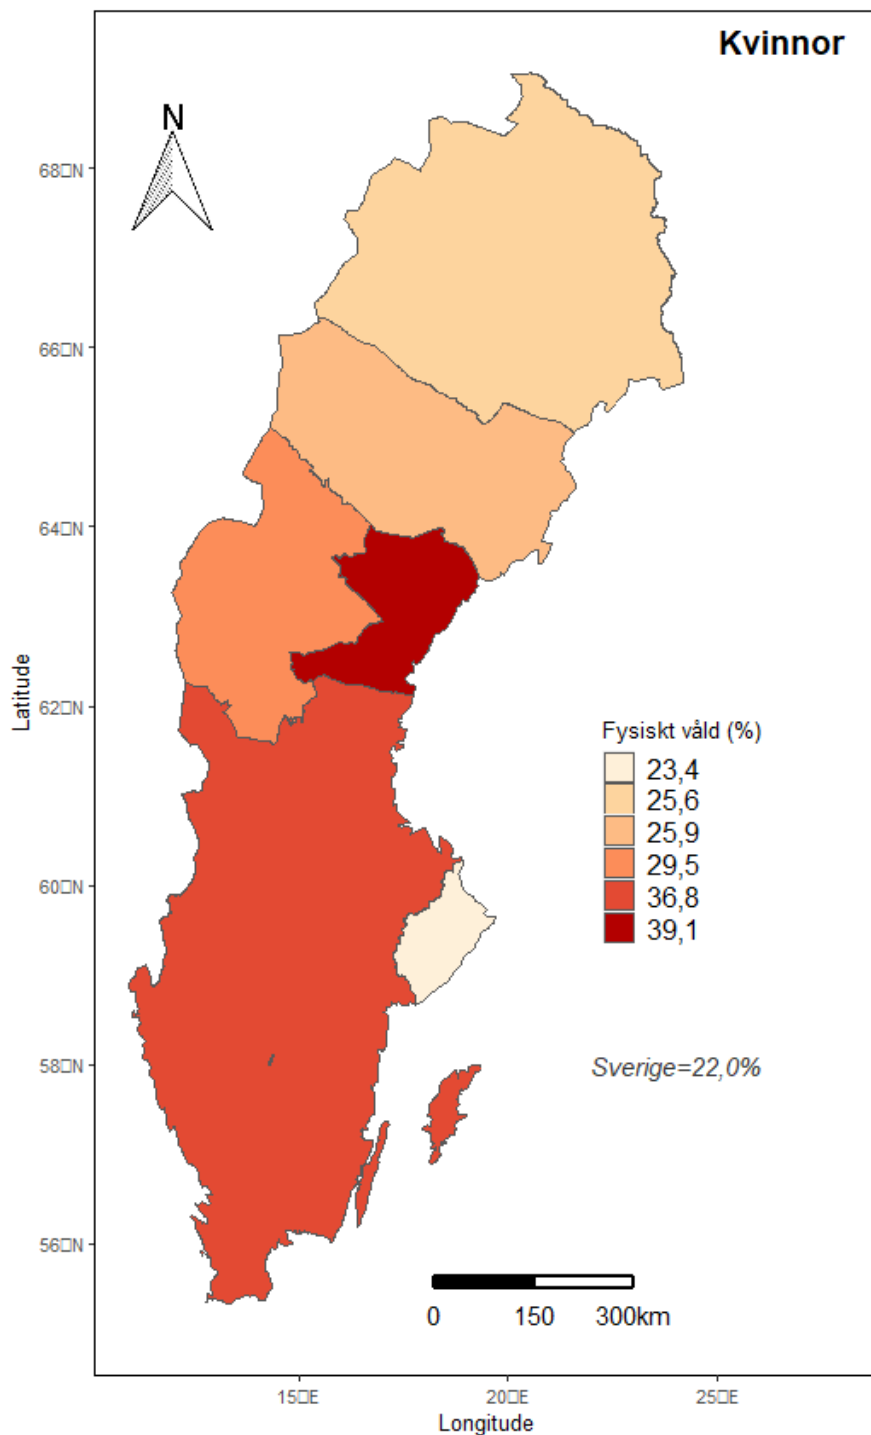 Kvinnor
N
68□N
66□N
64□N
62□N
60□N
58□N
56□N
Latitude
Fysiskt våld (%)
23,4
25,6
25,9
29,5
36,8
39,1
Sverige=22,0%
0 150 300km
15□E 20□E 25□E
Longitude